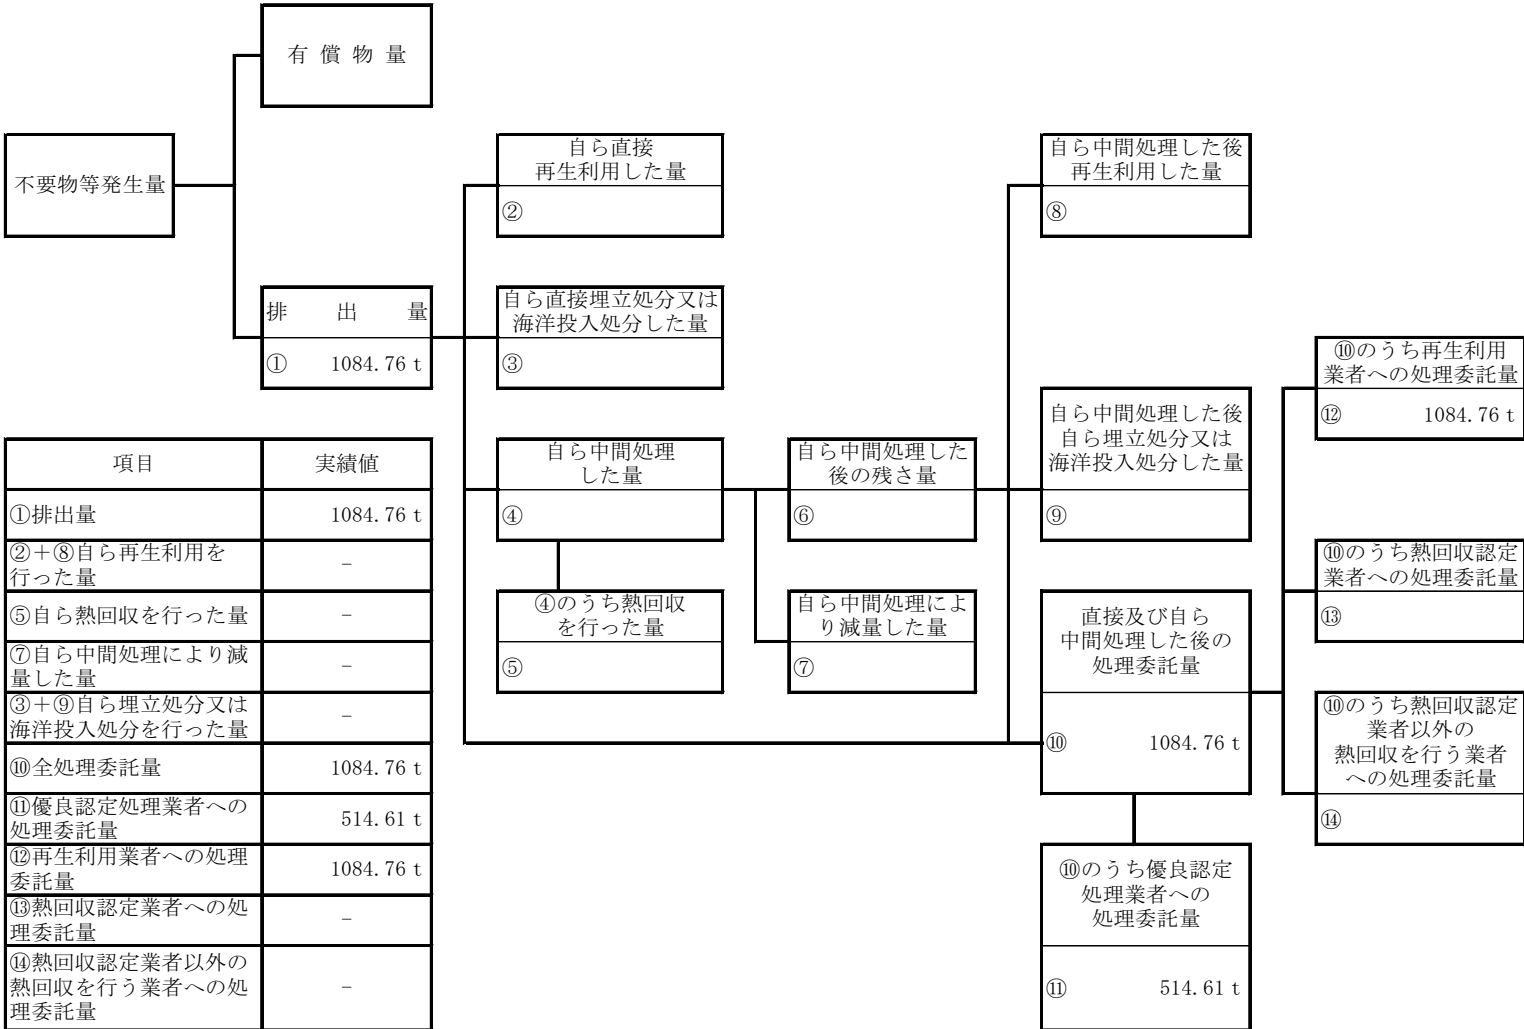 有 償 物 量
不要物等発生量
自ら直接
再生利用した量
②
自ら中間処理した後
再生利用した量
⑧
排 出 量
① 1084.76 t
自ら直接埋立処分又は
海洋投入処分した量
③
⑩のうち再生利用
業者への処理委託量
⑫ 1084.76 t
自ら中間処理
した量
④
自ら中間処理した
後の残さ量
⑥
自ら中間処理した後
自ら埋立処分又は
海洋投入処分した量
⑨
⑩のうち熱回収認定
業者への処理委託量
⑬
④のうち熱回収
を行った量
⑤
自ら中間処理によ
り減量した量
⑦
直接及び自ら
中間処理した後の
処理委託量
⑩ 1084.76 t
⑩のうち熱回収認定
業者以外の
熱回収を行う業者
への処理委託量
⑭
⑩のうち優良認定
処理業者への
処理委託量
⑪ 514.61 t
項目 実績値
①排出量 1084.76 t
②＋⑧自ら再生利用を
行った量 －
⑤自ら熱回収を行った量 －
⑦自ら中間処理により減
量した量 －
③＋⑨自ら埋立処分又は
海洋投入処分を行った量 －
⑩全処理委託量 1084.76 t
⑪優良認定処理業者への
処理委託量 514.61 t
⑫再生利用業者への処理
委託量 1084.76 t
⑬熱回収認定業者への処
理委託量 －
⑭熱回収認定業者以外の
熱回収を行う業者への処 －
理委託量